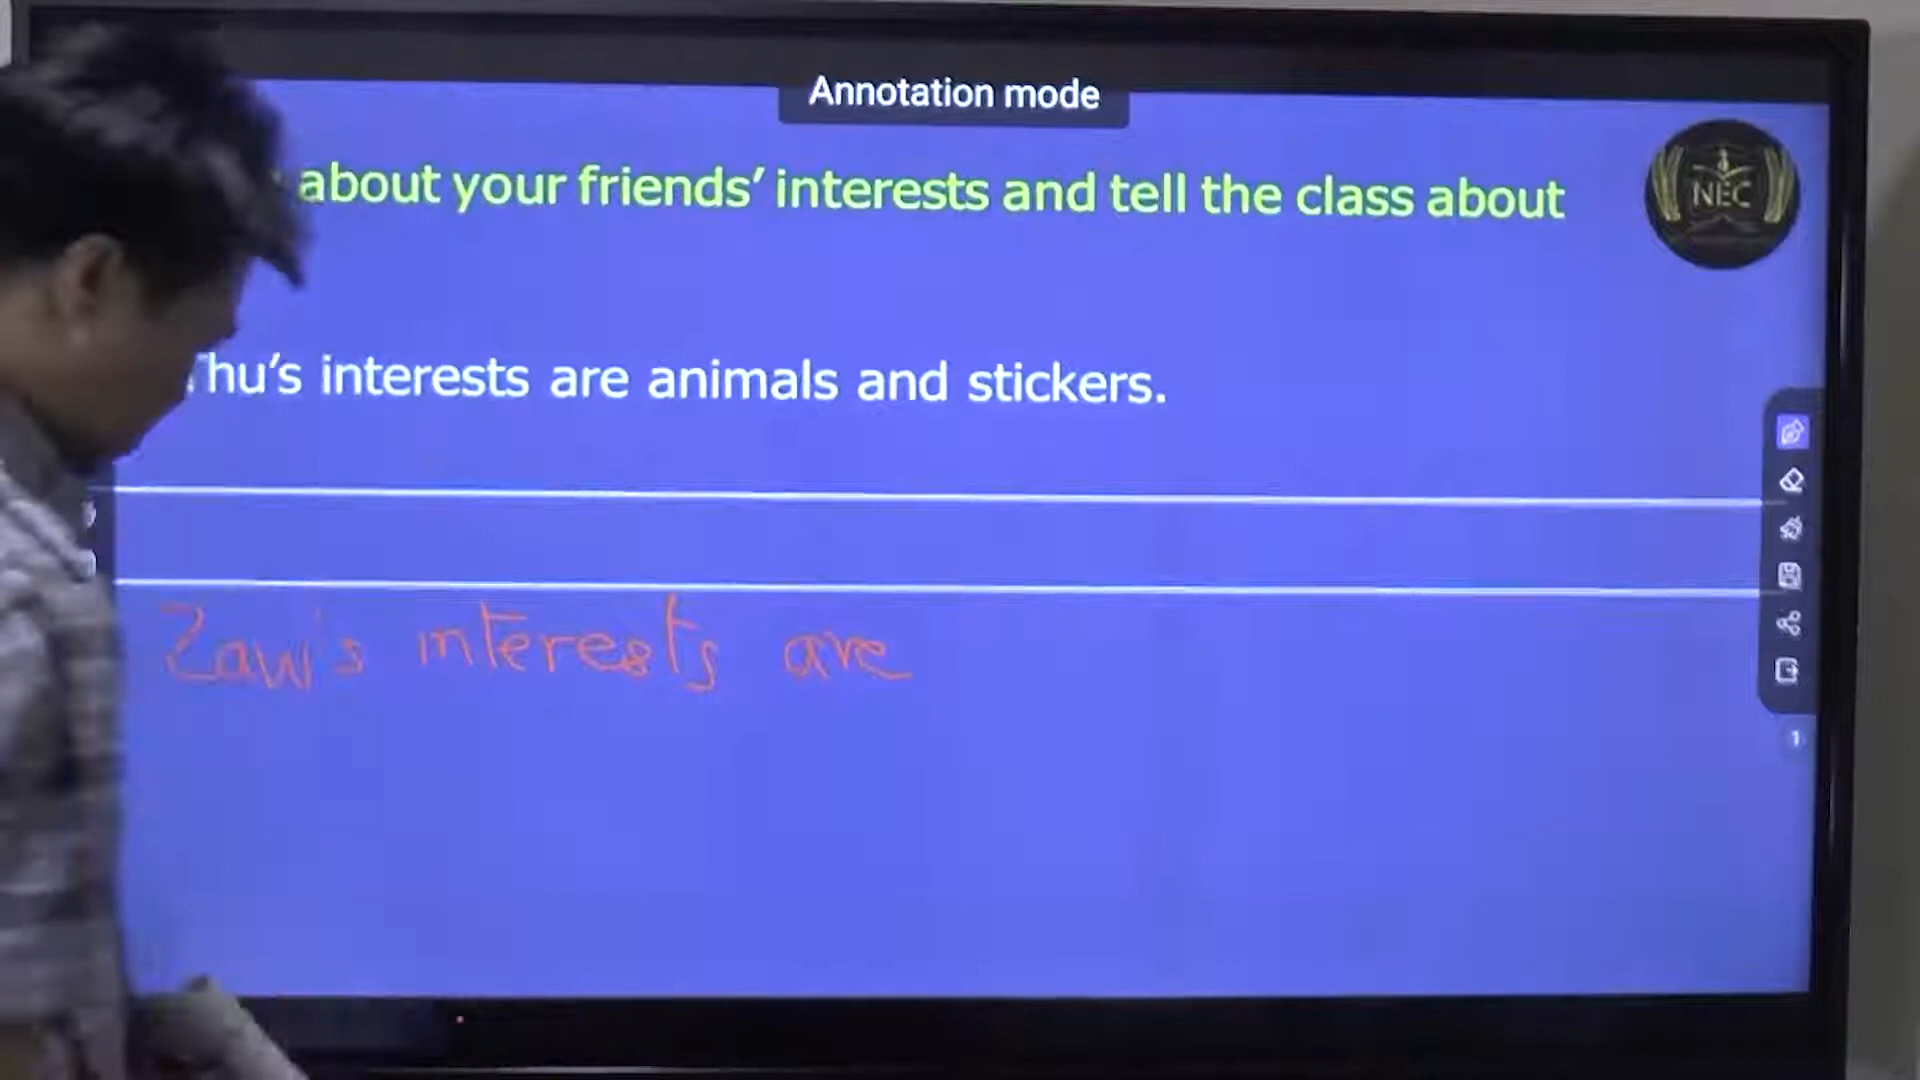 Annotation mode
about your friends’ interests and tell the class about
NEC
Thu’s interests are animals and stickers.
Zaw's interests are
1